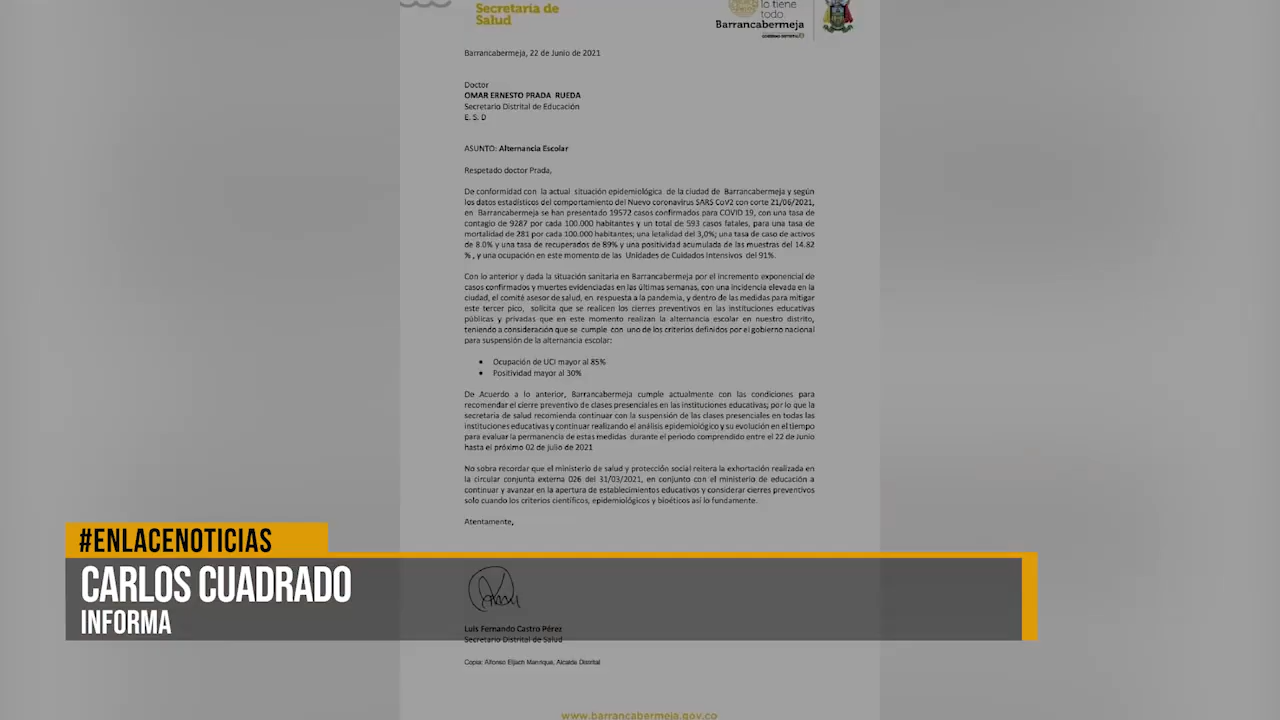 Secretaría de
Salud
lo tiene
todo
Barrancabermeja
Barrancabermeja, 22 de Junio de 2021
Doctor
OMAR ERNESTO PRADA RUEDA
Secretario Distrital de Educación
E. S. D
ASUNTO: Alternancia Escolar
Respetado doctor Prada,
De conformidad con la actual situación epidemiológica de la ciudad de Barrancabermeja y según
los datos estadísticos del comportamiento del Nuevo coronavirus SARS CoV2 con corte 21/06/2021,
en Barrancabermeja se han presentado 19572 casos confirmados para COVID 19, con una tasa de
contagio de 9287 por cada 100.000 habitantes y un total de 593 casos fatales, para una tasa de
mortalidad de 281 por cada 100.000 habitantes; una letalidad del 3,0%; una tasa de caso de activos
de 8.0% y una tasa de recuperados de 89% y una positividad acumulada de las muestras del 14.82
% , y una ocupación en este momento de las Unidades de Cuidados Intensivos del 91%.
Con lo anterior y dada la situación sanitaria en Barrancabermeja por el incremento exponencial de
casos confirmados y muertes evidenciadas en las últimas semanas, con una incidencia elevada en la
ciudad, el comité asesor de salud, en respuesta a la pandemia, y dentro de las medidas para mitigar
este tercer pico, solicita que se realicen los cierres preventivos en las instituciones educativas
públicas y privadas que en este momento realizan la alternancia escolar en nuestro distrito,
teniendo a consideración que se cumple con uno de los criterios definidos por el gobierno nacional
para suspensión de la alternancia escolar:
• Ocupación de UCI mayor al 85%
• Positividad mayor al 30%
De Acuerdo a lo anterior, Barrancabermeja cumple actualmente con las condiciones para
recomendar el cierre preventivo de clases presenciales en las instituciones educativas; por lo que la
secretaria de salud recomienda continuar con la suspensión de las clases presenciales en todas las
instituciones educativas y continuar realizando el análisis epidemiológico y su evolución en el tiempo
para evaluar la permanencia de estas medidas durante el periodo comprendido entre el 22 de Junio
hasta el próximo 02 de julio de 2021
No sobra recordar que el ministerio de salud y protección social reitera la exhortación realizada en
la circular conjunta externa 026 del 31/03/2021, en conjunto con el ministerio de educación a
continuar y avanzar en la apertura de establecimientos educativos y considerar cierres preventivos
solo cuando los criterios científicos, epidemiológicos y bioéticos así lo fundamente.
Atentamente,
#ENLACENOTICIAS
CARLOS CUADRADO
INFORMA
Luis Fernando Castro Pérez
Secretario Distrital de Salud
Copia: Alfonso Eljach Manrique, Alcalde Distrital
www.barrancabermeja.gov.co